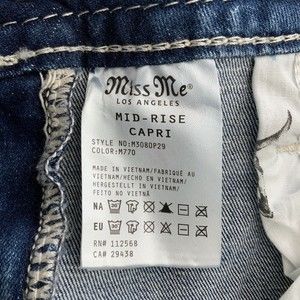 Miss Me®
LOS ANGELES
MID-RISE
CAPRI
STYLE NO: M3080P29
COLOR: M770
MADE IN VIETNAM/FABRIQUÉ AU
VIETNAM/HECHO EN VIETNAM/
HERGESTELLT IN VIETNAM/
FEITO NO VIETNÃ
NA
EU
RN# 112568
CA# 29438